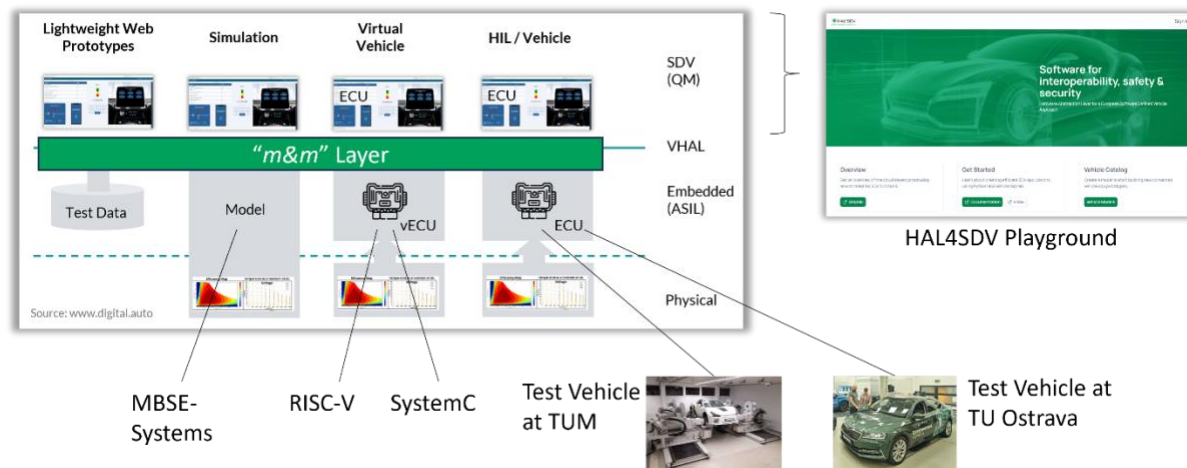 Lightweight Web
Prototypes
Simulation
Virtual
Vehicle
HIL / Vehicle
SDV
(QM)
ECU
ECU
“m&m” Layer
VHAL
Test Data
Model
vECU
ECU
Embedded
(ASIL)
Physical
Source: www.digital.auto
Software for
interoperability, safety &
security
Overview
Get Started
Vehicle Catalog
HAL4SDV Playground
MBSE-
Systems
RISC-V
SystemC
Test Vehicle
at TUM
Test Vehicle at
TU Ostrava